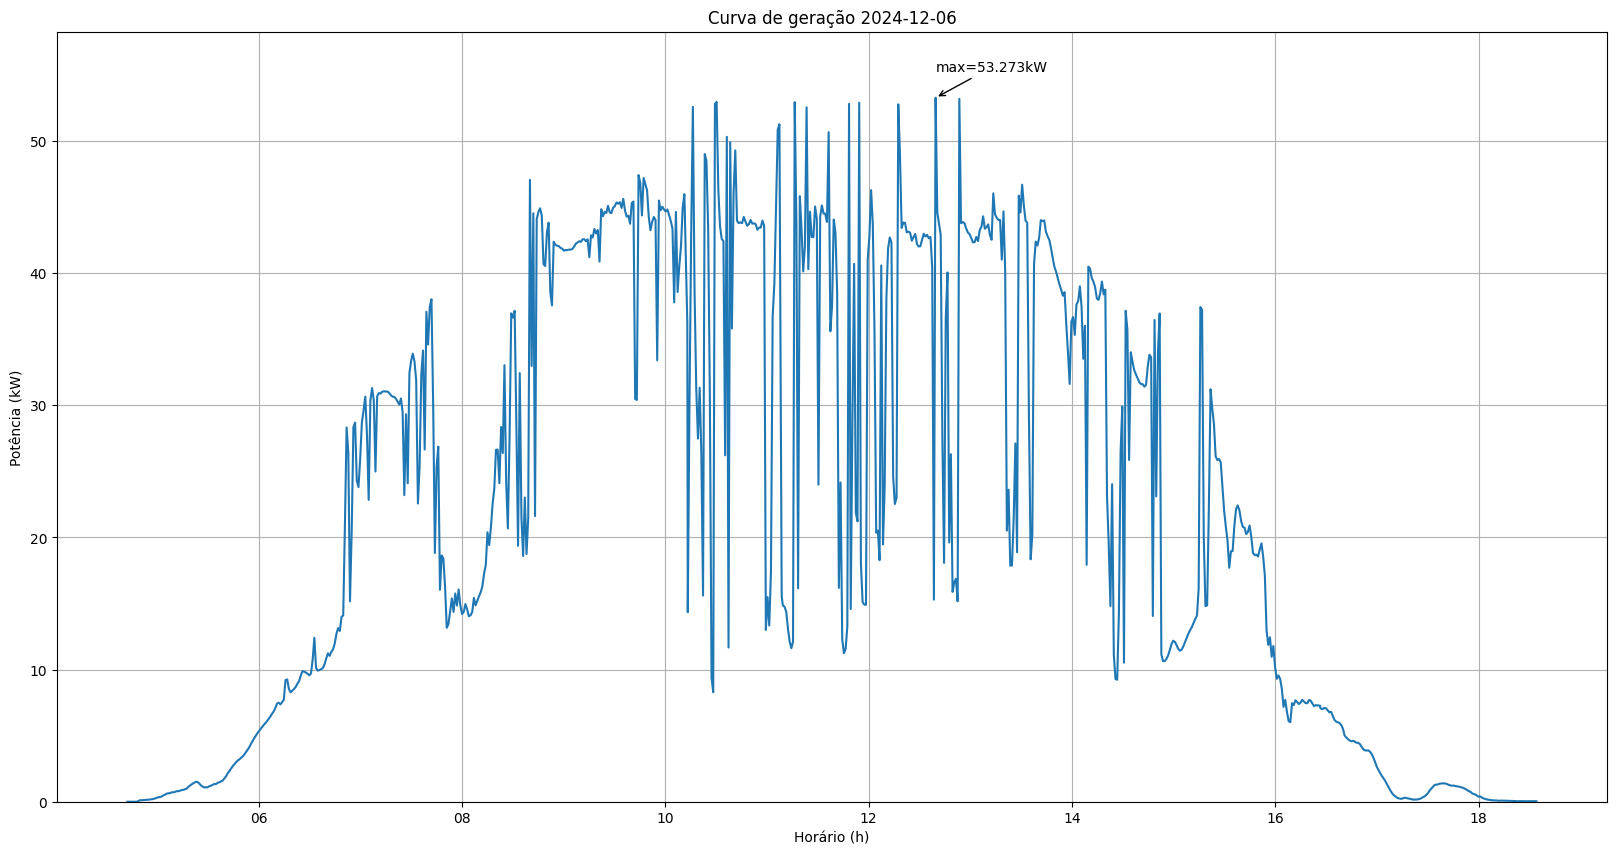 Curva de geração 2024-12-06
max=53.273kW
50
40
30
20
10
0
Potência (kW)
06 08 10 12 14 16 18
Horário (h)